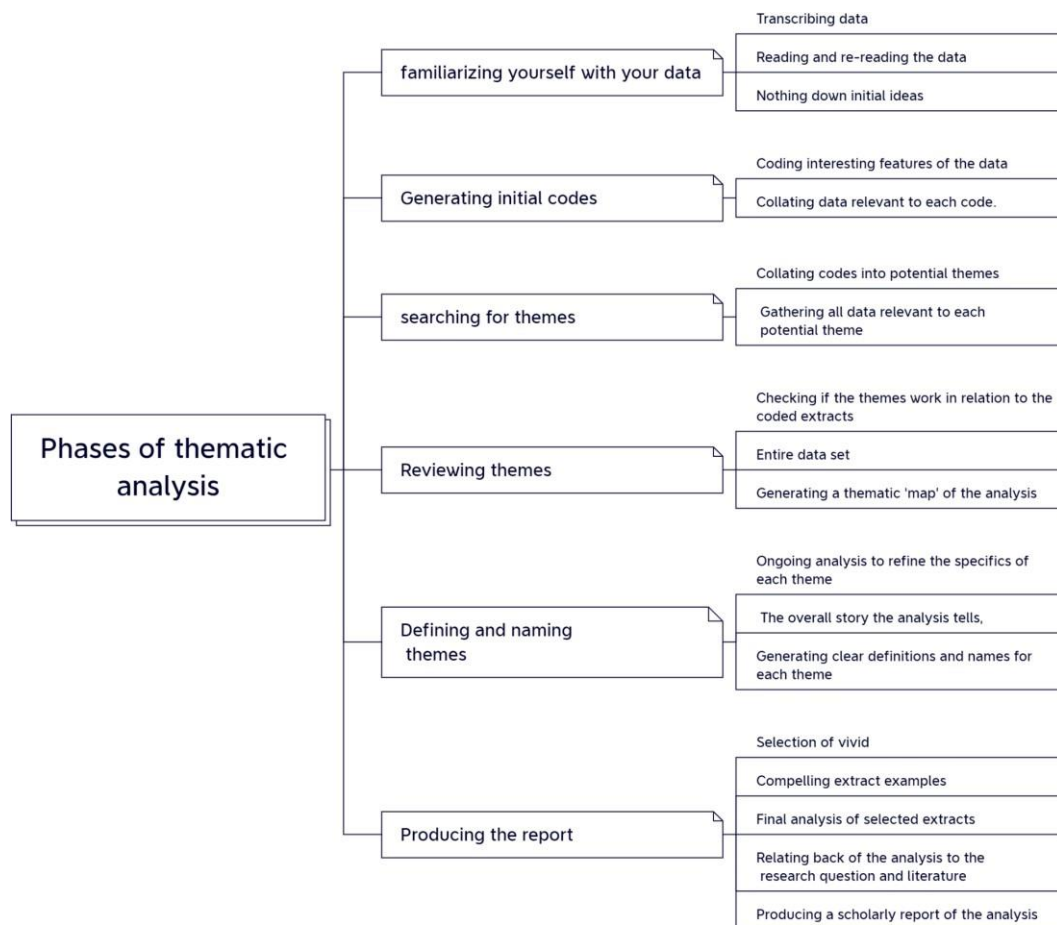 Phases of thematic
analysis
familiarizing yourself with your data
Transcribing data
Reading and re-reading the data
Nothing down initial ideas
Generating initial codes
Coding interesting features of the data
Collating data relevant to each code.
searching for themes
Collating codes into potential themes
Gathering all data relevant to each
potential theme
Reviewing themes
Checking if the themes work in relation to the
coded extracts
Entire data set
Generating a thematic 'map' of the analysis
Defining and naming
themes
Ongoing analysis to refine the specifics of
each theme
The overall story the analysis tells,
Generating clear definitions and names for
each theme
Producing the report
Selection of vivid
Compelling extract examples
Final analysis of selected extracts
Relating back of the analysis to the
research question and literature
Producing a scholarly report of the analysis